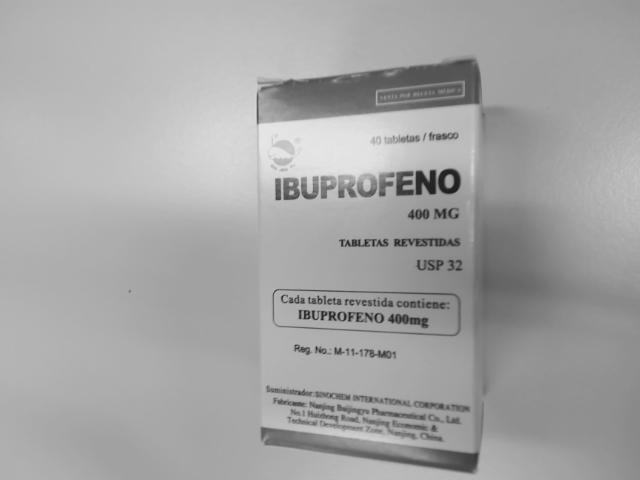 VENTA POR RECETA MEDICA
40 tabletas / frasco
IBUPROFENO
400 MG
TABLETAS REVESTIDAS
USP 32
Cada tableta revestida contiene:
IBUPROFENO 400mg
Reg. No.: M-11-178-M01
Suministrador:SINOCHEM INTERNATIONAL CORPORATION
Fabricante: Nanjing Baijingyu Pharmaceutical Co., Ltd.
No.1 Huizhong Road, Nanjing Economic &
Technical Development Zone, Nanjing, China.